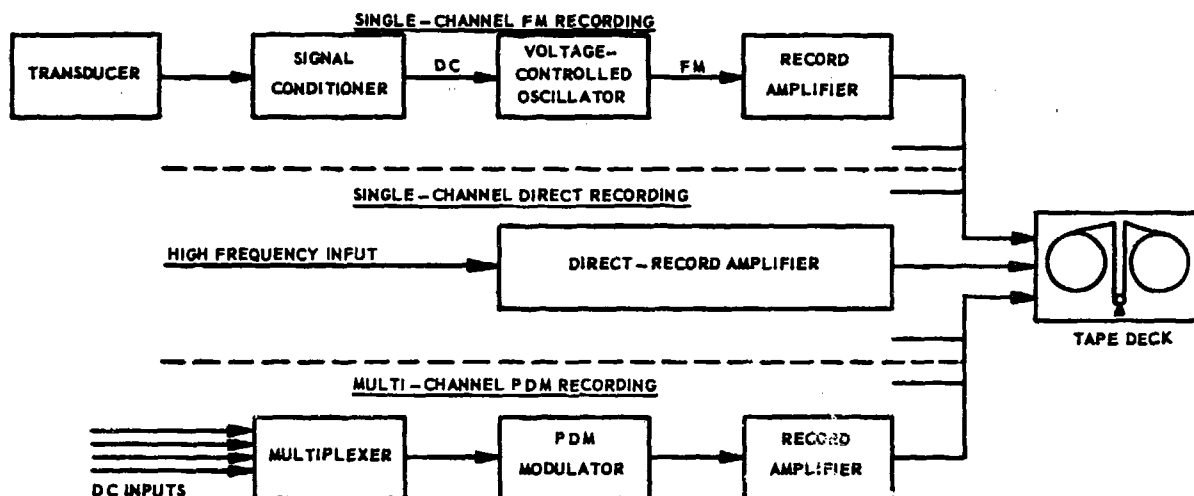 SINGLE-CHANNEL FM RECORDING
TRANSDUCER
SIGNAL
CONDITIONER
DC
VOLTAGE-
CONTROLLED
OSCILLATOR
FM
RECORD
AMPLIFIER
SINGLE-CHANNEL DIRECT RECORDING
HIGH FREQUENCY INFUT
DIRECT-RECORD AMPLIFIER
TAPE DECK
MULTI-CHANNEL PDM RECORDING
DC INPUTS
MULTIPLEXER
PDM
MODULATOR
RECORD
AMPLIFIER